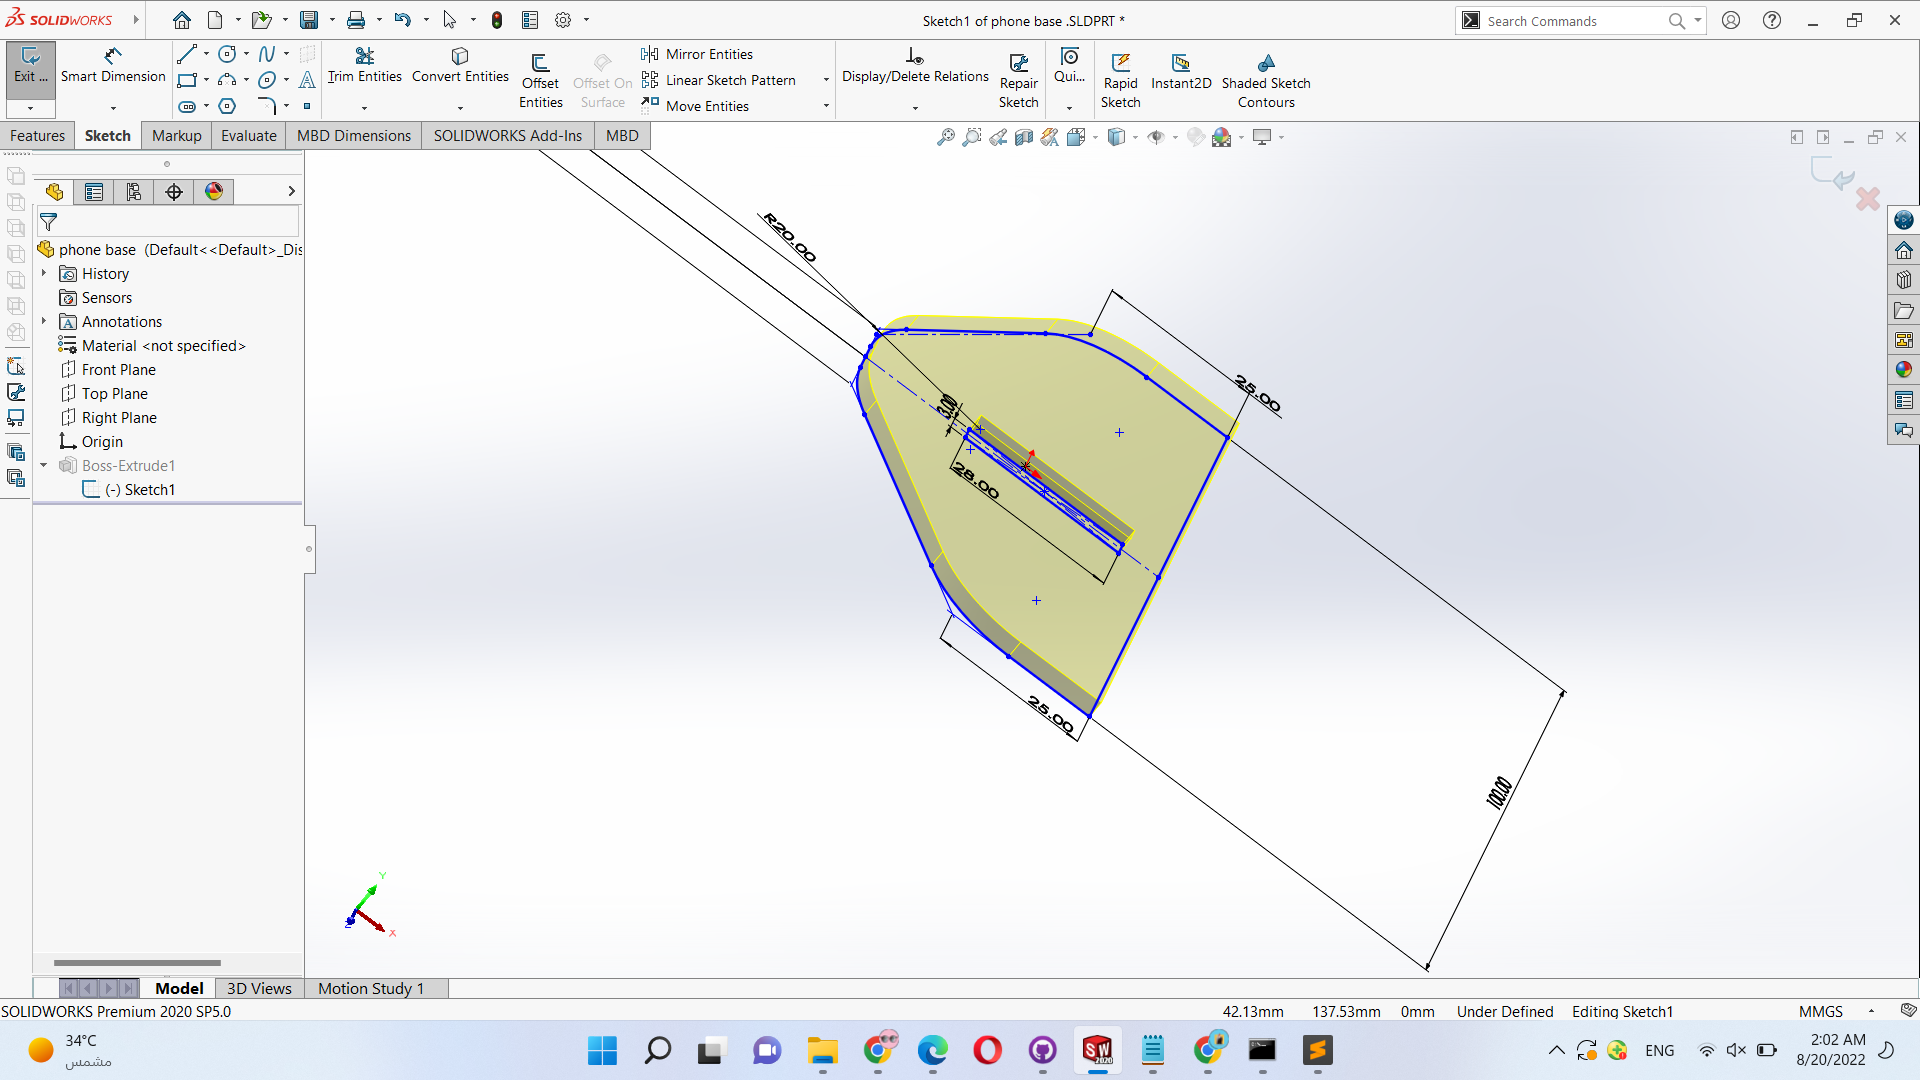 SOLIDWORKS
Sketch1 of phone base .SLDPRT *
Search Commands
Exit ...
Smart Dimension
Trim Entities
Convert Entities
Offset Entities
Offset On Surface
Mirror Entities
Linear Sketch Pattern
Move Entities
Display/Delete Relations
Repair Sketch
Qui...
Rapid Sketch
Instant2D
Shaded Sketch Contours
Features
Sketch
Markup
Evaluate
MBD Dimensions
SOLIDWORKS Add-Ins
MBD
phone base (Default<<Default>_Dis
History
Sensors
Annotations
Material <not specified>
Front Plane
Top Plane
Right Plane
Origin
Boss-Extrude1
(-) Sketch1
R20.00
25.00
3.00
28.00
25.00
100.00
Y
X
Z
Model
3D Views
Motion Study 1
SOLIDWORKS Premium 2020 SP5.0
42.13mm
137.53mm
0mm
Under Defined
Editing Sketch1
MMGS
34°C
مشمس
SW
2020
ENG
2:02 AM
8/20/2022